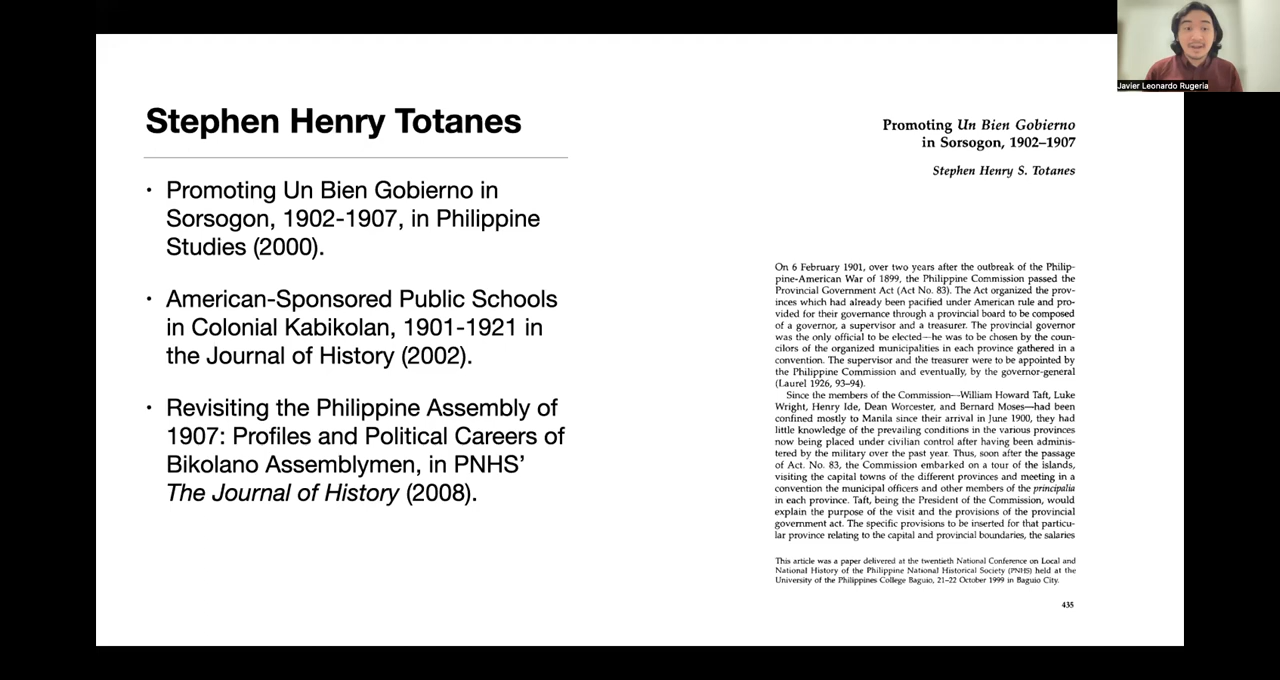 Stephen Henry Totanes
• Promoting Un Bien Gobierno in
Sorsogon, 1902-1907, in Philippine
Studies (2000).
• American-Sponsored Public Schools
in Colonial Kabikolan, 1901-1921 in
the Journal of History (2002).
• Revisiting the Philippine Assembly of
1907: Profiles and Political Careers of
Bikolano Assemblymen, in PNHS’
The Journal of History (2008).
Promoting Un Bien Gobierno
in Sorsogon, 1902–1907
Stephen Henry S. Totanes
On 6 February 1901, over two years after the outbreak of the Philip-
pine-American War of 1899, the Philippine Commission passed the
Provincial Government Act (Act No. 83). The Act organized the prov-
inces which had already been pacified under American rule and pro-
vided for their governance through a provincial board to be composed
of a governor, a supervisor and a treasurer. The provincial governor
was the only official to be elected—he was to be chosen by the coun-
cilors of the organized municipalities in each province gathered in a
convention. The supervisor and the treasurer were to be appointed by
the Philippine Commission and eventually, by the governor-general
(Laurel 1926, 93–94).
Since the members of the Commission—William Howard Taft, Luke
Wright, Henry Ide, Dean Worcester, and Bernard Moses—had been
confined mostly to Manila since their arrival in June 1900, they had
little knowledge of the prevailing conditions in the various provinces
now being placed under civilian control after having been adminis-
tered by the military over the past year. Thus, soon after the passage
of Act. No. 83, the Commission embarked on a tour of the islands,
visiting the capital towns of the different provinces and meeting in a
convention the municipal officers and other members of the principalia
in each province. Taft, being the President of the Commission, would
explain the purpose of the visit and the provisions of the provincial
government act. The specific provisions to be inserted for that particu-
lar province relating to the capital and provincial boundaries, the salaries
This article was a paper delivered at the twentieth National Conference on Local and
National History of the Philippine National Historical Society (PNHS) held at the
University of the Philippines College Baguio, 21–22 October 1999 in Baguio City.
435
Javier Leonardo Rugeria